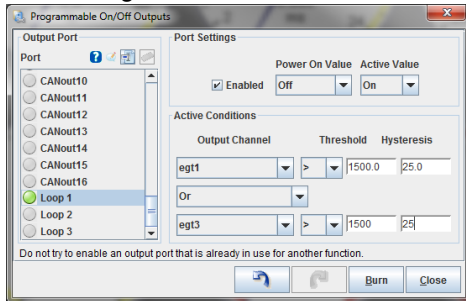 Programmable On/Off Outputs
Output Port
Port
CANout10
CANout11
CANout12
CANout13
CANout14
CANout15
CANout16
Loop 1
Loop 2
Loop 3
Port Settings
Power On Value Active Value
Enabled Off On
Active Conditions
Output Channel Threshold Hysteresis
egt1 > 1500.0 25.0
Or
egt3 > 1500 25
Do not try to enable an output port that is already in use for another function.
Burn Close